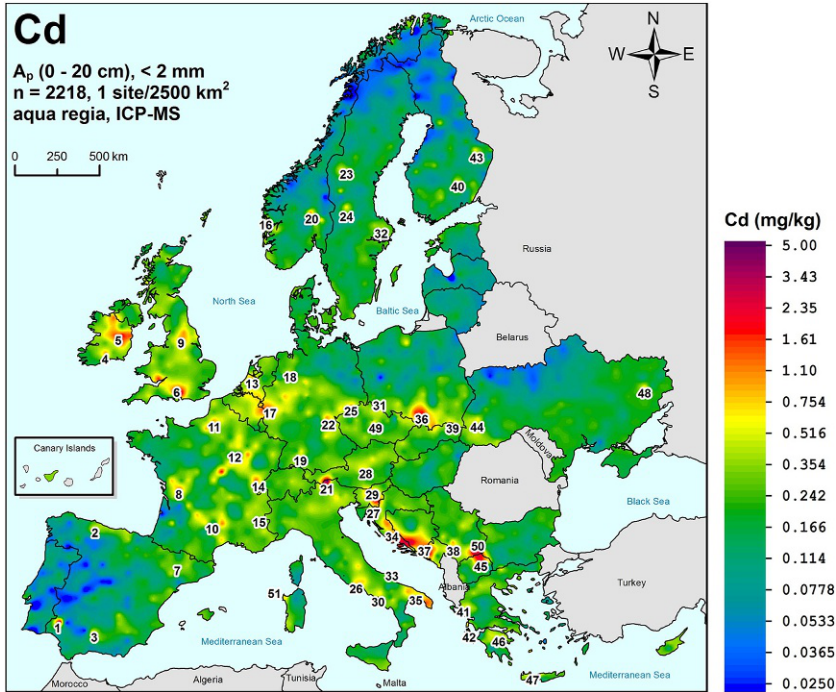 Cd
Aₚ (0 - 20 cm), < 2 mm
n = 2218, 1 site/2500 km²
aqua regia, ICP-MS
0 250 500 km
Arctic Ocean
N
W E
S
43
23
40
24
20
16
32
Russia
North Sea
Baltic Sea
Belarus
5
9
4
6
13
18
17
11
22
25
31
36
49
39
44
48
12
19
28
Moldova
Canary Islands
8
14
21
29
27
Romania
10
15
34
37
38
50
45
Black Sea
2
7
26
33
30
35
Albania
41
42
46
Turkey
51
1
3
Mediterranean Sea
47
Mediterranean Sea
Morocco
Algeria
Tunisia
Malta
Cd (mg/kg)
5.00
3.43
2.35
1.61
1.10
0.754
0.516
0.354
0.242
0.166
0.114
0.0778
0.0533
0.0365
0.0250